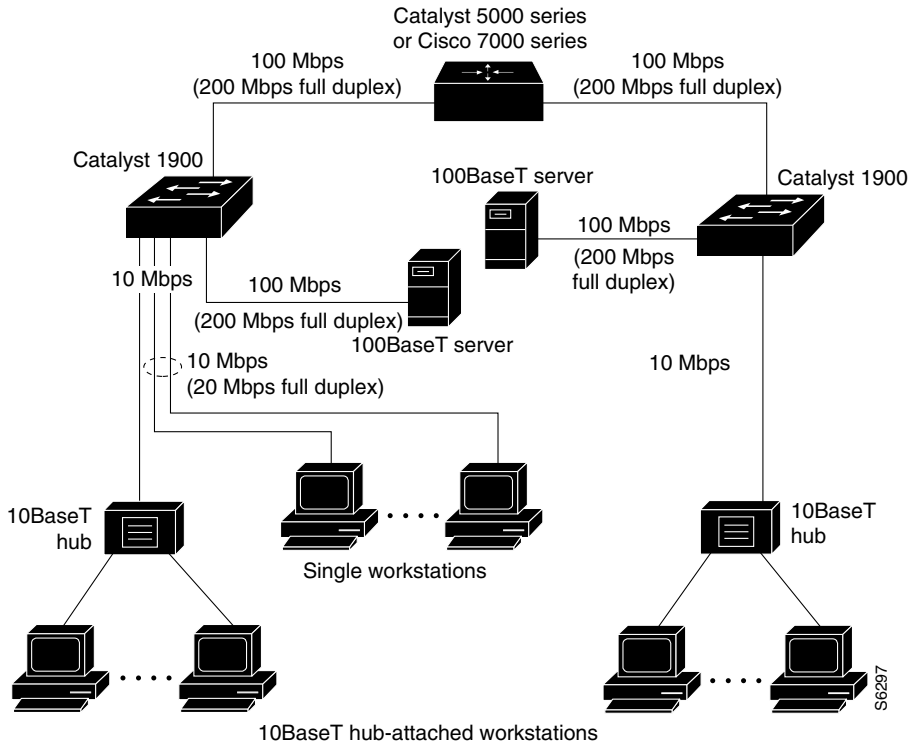 Catalyst 5000 series
or Cisco 7000 series
100 Mbps
(200 Mbps full duplex)
100 Mbps
(200 Mbps full duplex)
Catalyst 1900
100BaseT server
Catalyst 1900
100 Mbps
(200 Mbps
full duplex)
10 Mbps
100 Mbps
(200 Mbps full duplex)
100BaseT server
10 Mbps
(20 Mbps full duplex)
10 Mbps
10BaseT
hub
10BaseT
hub
Single workstations
10BaseT hub-attached workstations
S6297